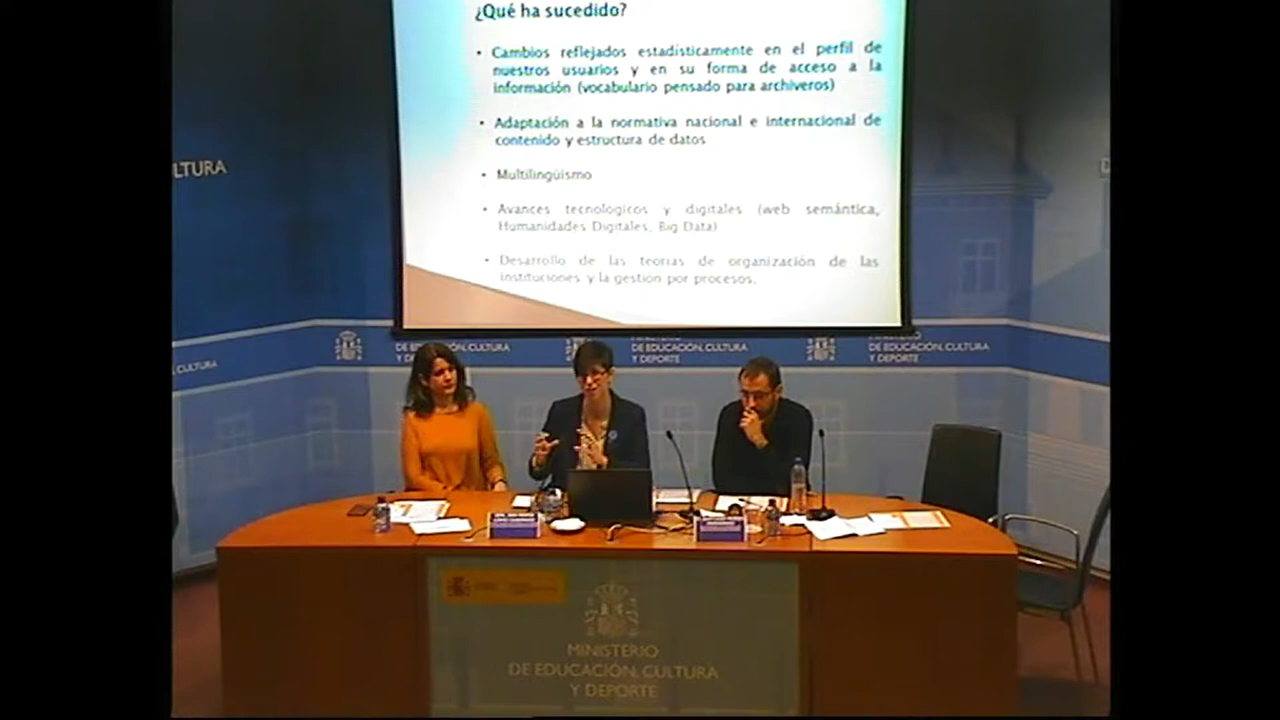 ¿Qué ha sucedido?
• Cambios reflejados estadísticamente en el perfil de
nuestros usuarios y en su forma de acceso a la
información (vocabulario pensado para archiveros)
• Adaptación a la normativa nacional e internacional de
contenido y estructura de datos
• Multilingüismo
• Avances tecnológicos y digitales (web semántica,
Humanidades Digitales, Big Data)
• Desarrollo de las teorías de organización de las
instituciones y la gestión por procesos.
LTURA
CULTURA
DE EDUCACIÓN, CULTURA
Y DEPORTE
MINISTERIO
DE EDUCACIÓN, CULTURA
Y DEPORTE
MINISTERIO
DE EDUCACIÓN, CULTURA
Y DEPORTE
MINISTERIO
DE EDUCACIÓN, CULTURA
Y DEPORTE